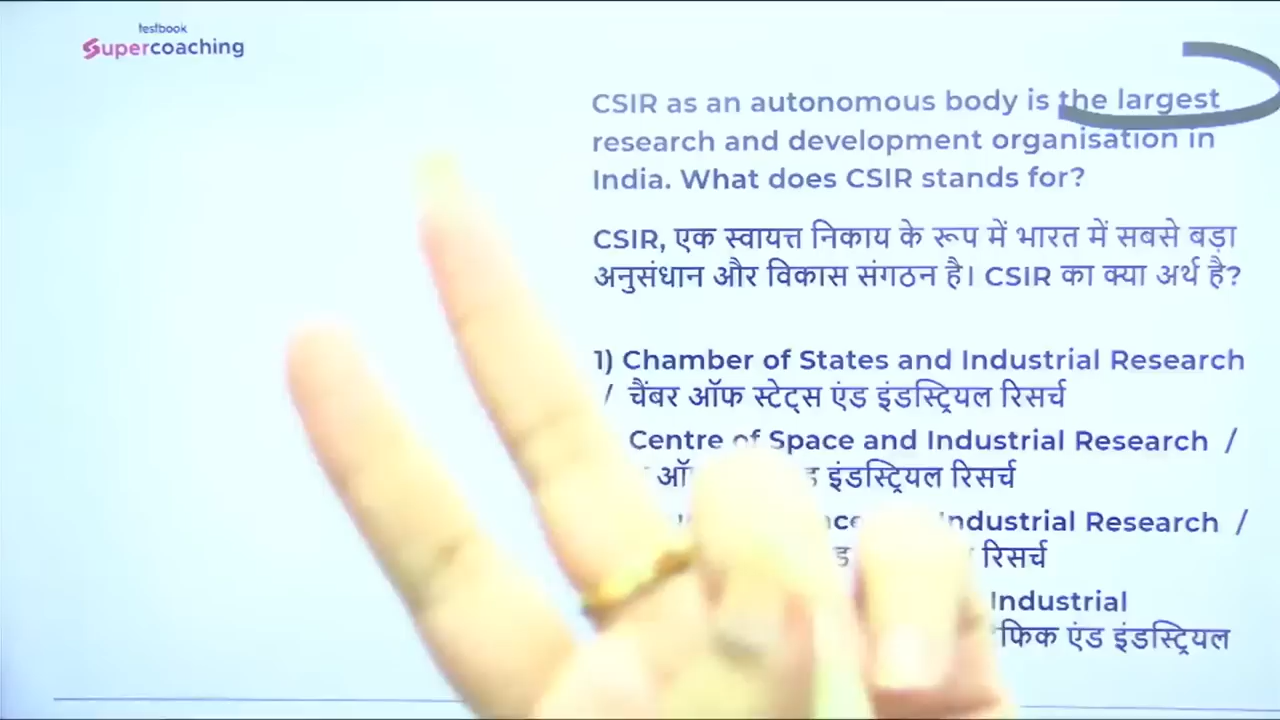 testbook
Supercoaching
CSIR as an autonomous body is the largest
research and development organisation in
India. What does CSIR stands for?
CSIR, एक स्वायत्त निकाय के रूप में भारत में सबसे बड़ा
अनुसंधान और विकास संगठन है। CSIR का क्या अर्थ है?
1) Chamber of States and Industrial Research
/ चैंबर ऑफ स्टेट्स एंड इंडस्ट्रियल रिसर्च
Centre of Space and Industrial Research /
इंडस्ट्रियल रिसर्च
Industrial Research /
रिसर्च
Industrial
एंड इंडस्ट्रियल